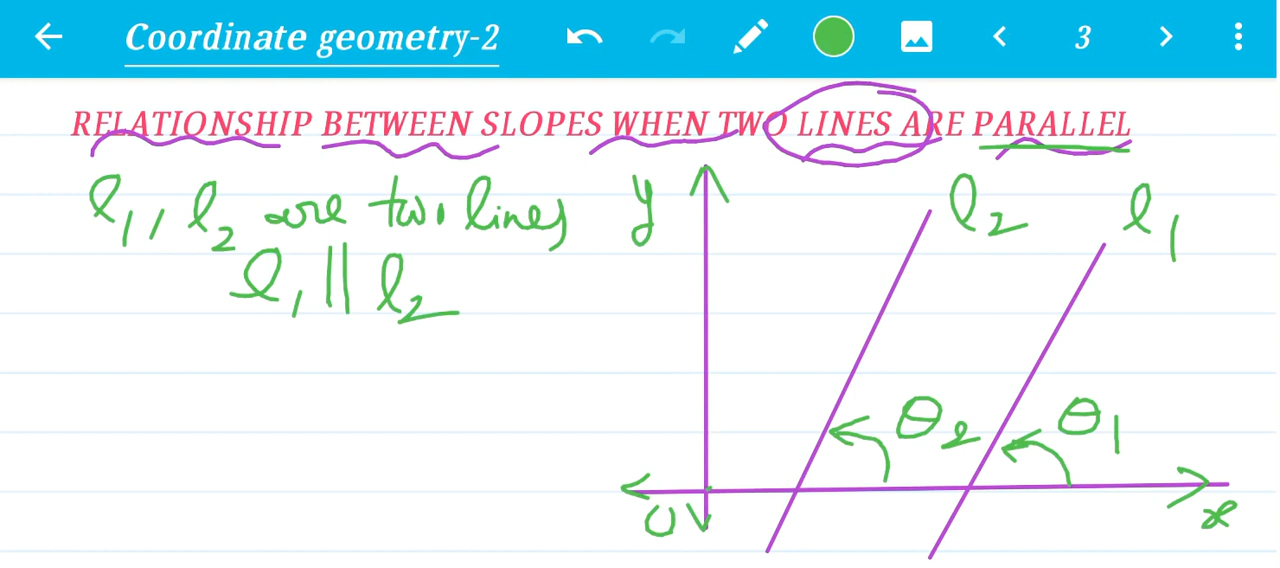 Coordinate geometry-2
3
RELATIONSHIP BETWEEN SLOPES WHEN TWO LINES ARE PARALLEL
l1, l2 are two lines
l1 || l2
y
l2
l1
θ2
θ1
O
x